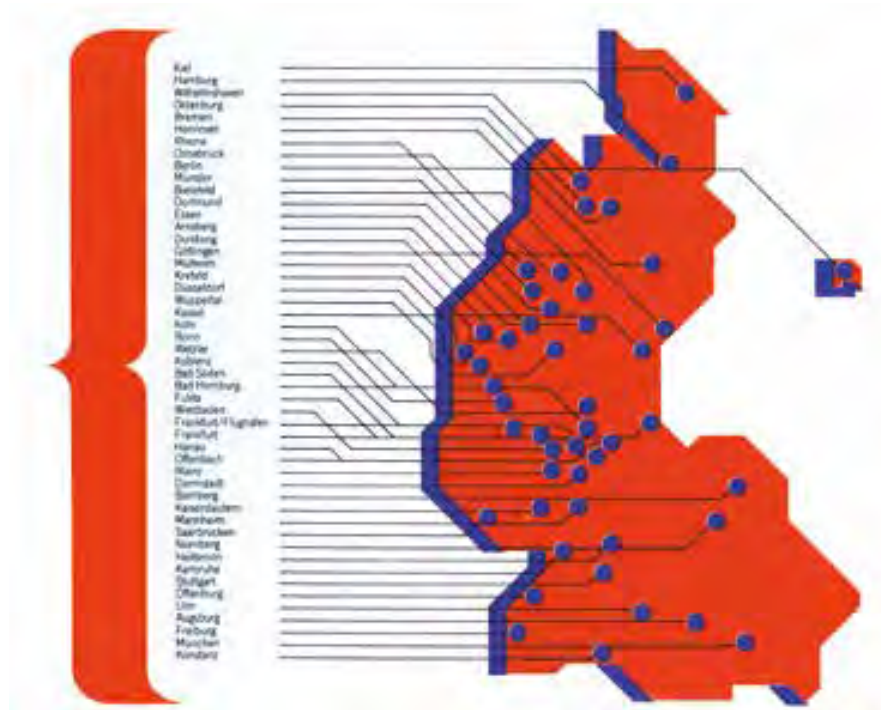 Kiel
Hamburg
Wilhelmshaven
Oldenburg
Bremen
Hannover
Rheine
Osnabrück
Berlin
Münster
Bielefeld
Dortmund
Essen
Arnsberg
Duisburg
Göttingen
Mülheim
Krefeld
Düsseldorf
Wuppertal
Kassel
Köln
Bonn
Wetzlar
Koblenz
Bad Soden
Bad Homburg
Fulda
Wiesbaden
Frankfurt/Flughafen
Frankfurt
Hanau
Offenbach
Mainz
Darmstadt
Bamberg
Kaiserslautern
Mannheim
Saarbrücken
Nürnberg
Heilbronn
Karlsruhe
Stuttgart
Offenburg
Ulm
Augsburg
Freiburg
München
Konstanz